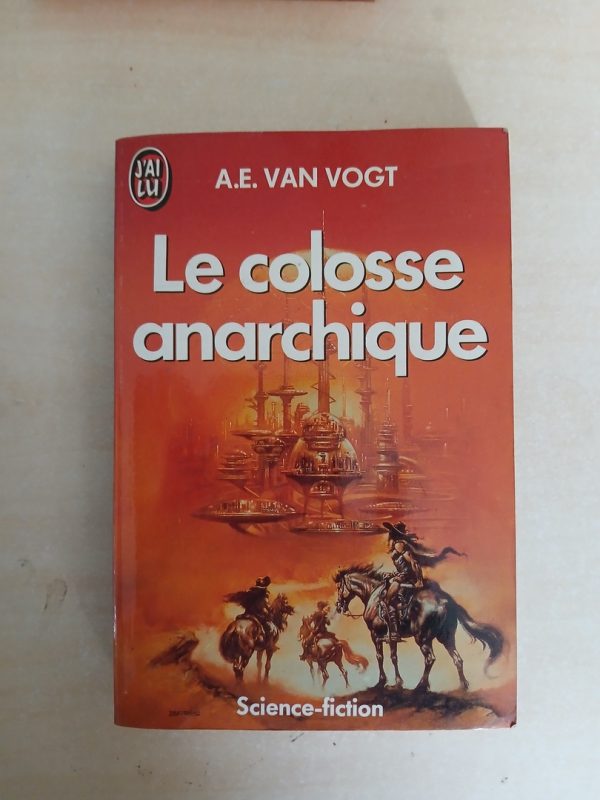 J'AI
LU
A.E. VAN VOGT
Le colosse
anarchique
Science-fiction